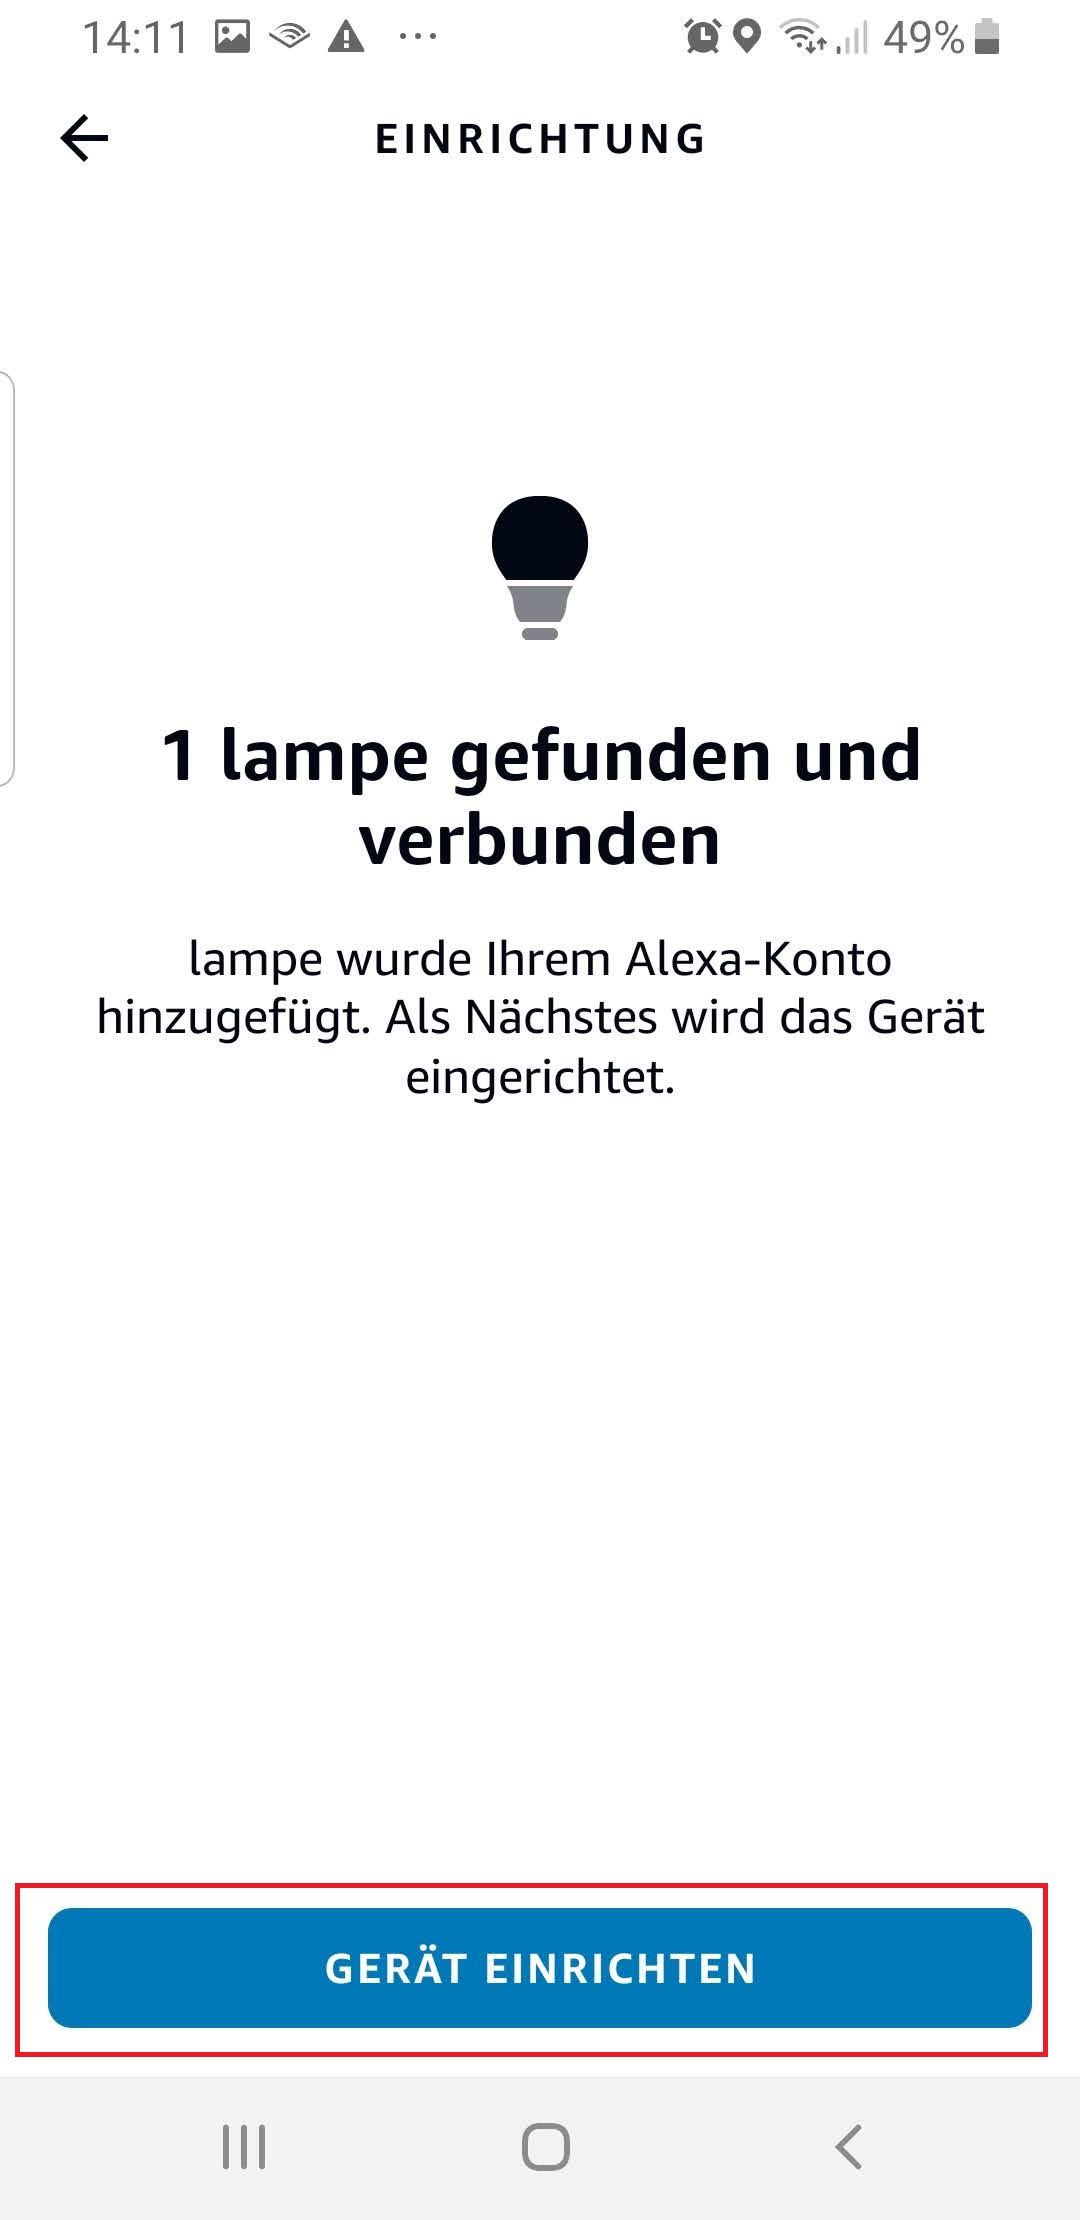 14:11 49%
EINRICHTUNG
1 lampe gefunden und
verbunden
lampe wurde Ihrem Alexa-Konto
hinzugefügt. Als Nächstes wird das Gerät
eingerichtet.
GERÄT EINRICHTEN